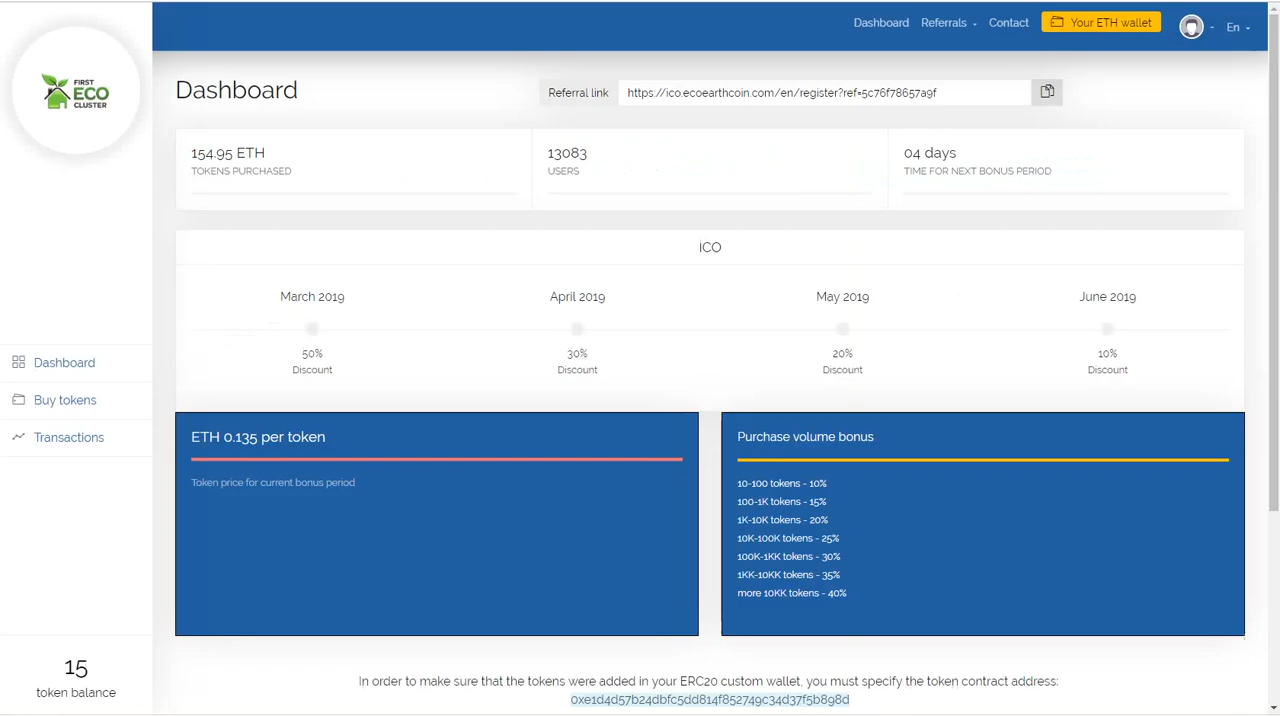 Dashboard
Referrals
Contact
Your ETH wallet
En
FIRST
ECO
CLUSTER
Dashboard
Referral link
https://ico.ecoearthcoin.com/en/register?ref=5c76f78657a9f
154.95 ETH
TOKENS PURCHASED
13083
USERS
04 days
TIME FOR NEXT BONUS PERIOD
ICO
March 2019
April 2019
May 2019
June 2019
50%
30%
20%
10%
Discount
Discount
Discount
Discount
Dashboard
Buy tokens
Transactions
ETH 0.135 per token
Token price for current bonus period
Purchase volume bonus
10-100 tokens - 10%
100-1K tokens - 15%
1K-10K tokens - 20%
10K-100K tokens - 25%
100K-1KK tokens - 30%
1KK-10KK tokens - 35%
more 10KK tokens - 40%
15
token balance
In order to make sure that the tokens were added in your ERC20 custom wallet, you must specify the token contract address:
0xe1d4d57b24dbfc5dd814f852749c34d37f5b898d